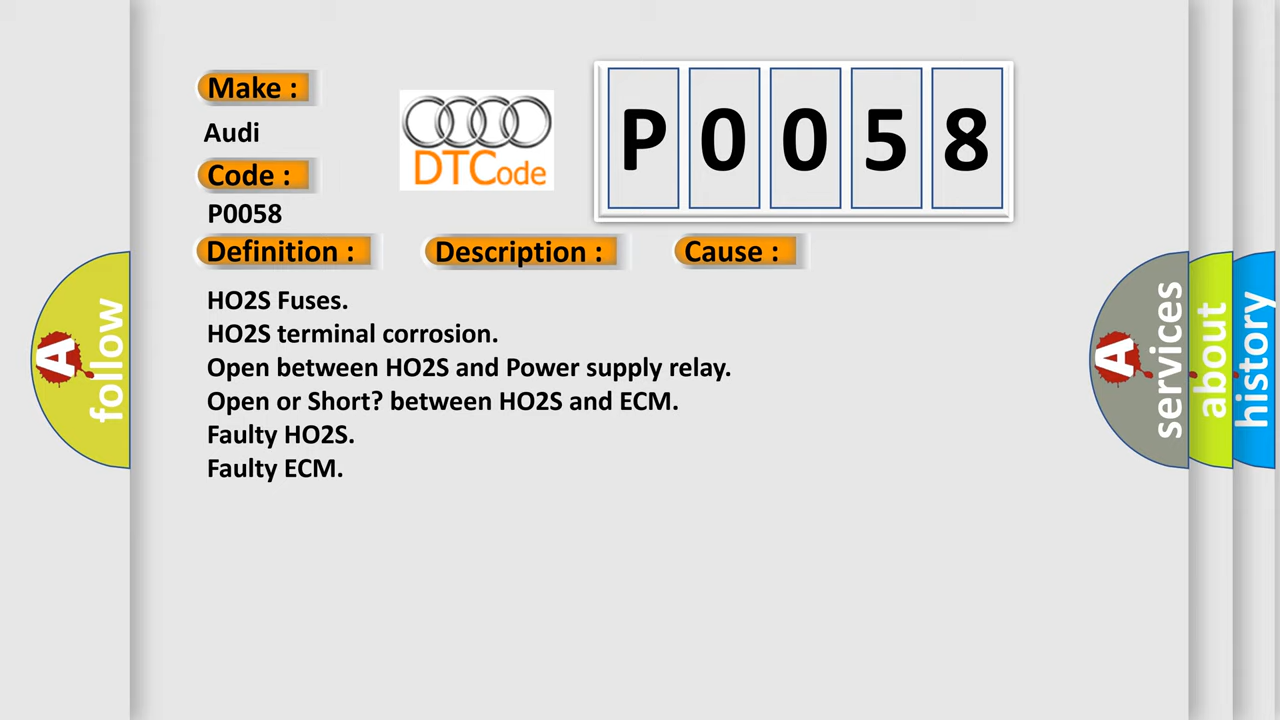 Make :
Audi
Code :
P0058
DTCode
P0058
Definition :
Description :
Cause :
HO2S Fuses.
HO2S terminal corrosion.
Open between HO2S and Power supply relay.
Open or Short? between HO2S and ECM.
Faulty HO2S.
Faulty ECM.
A follow
A services
about
history